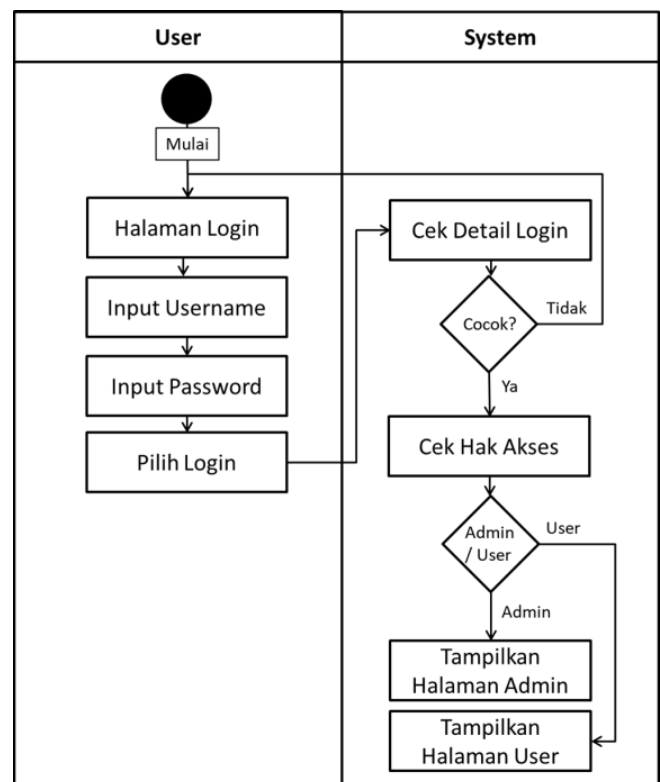 User
System
Mulai
Halaman Login
Input Username
Input Password
Pilih Login
Cek Detail Login
Cocok?
Tidak
Ya
Cek Hak Akses
Admin
/ User
User
Admin
Tampilkan
Halaman Admin
Tampilkan
Halaman User